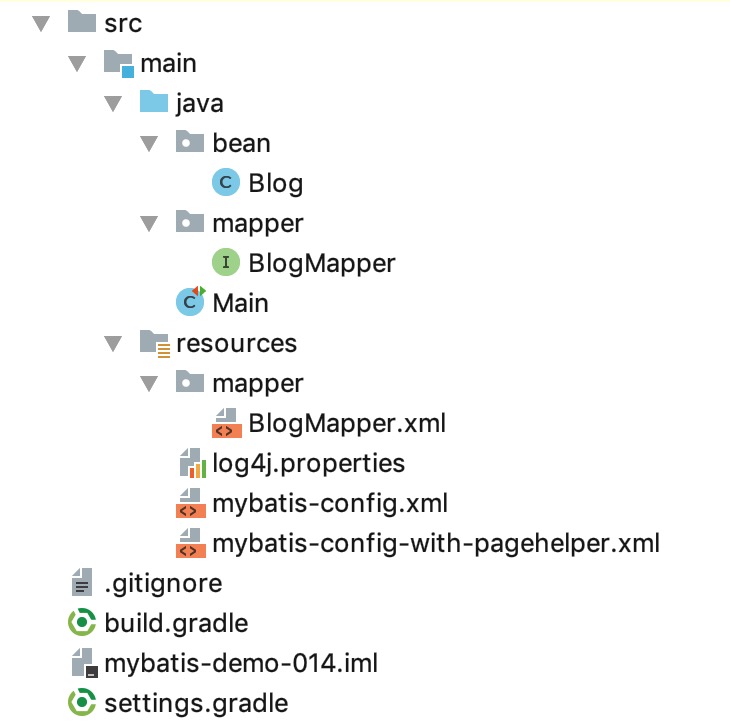 src
main
java
bean
C Blog
mapper
I BlogMapper
C Main
resources
mapper
<> BlogMapper.xml
log4j.properties
<> mybatis-config.xml
<> mybatis-config-with-pagehelper.xml
.gitignore
build.gradle
mybatis-demo-014.iml
settings.gradle